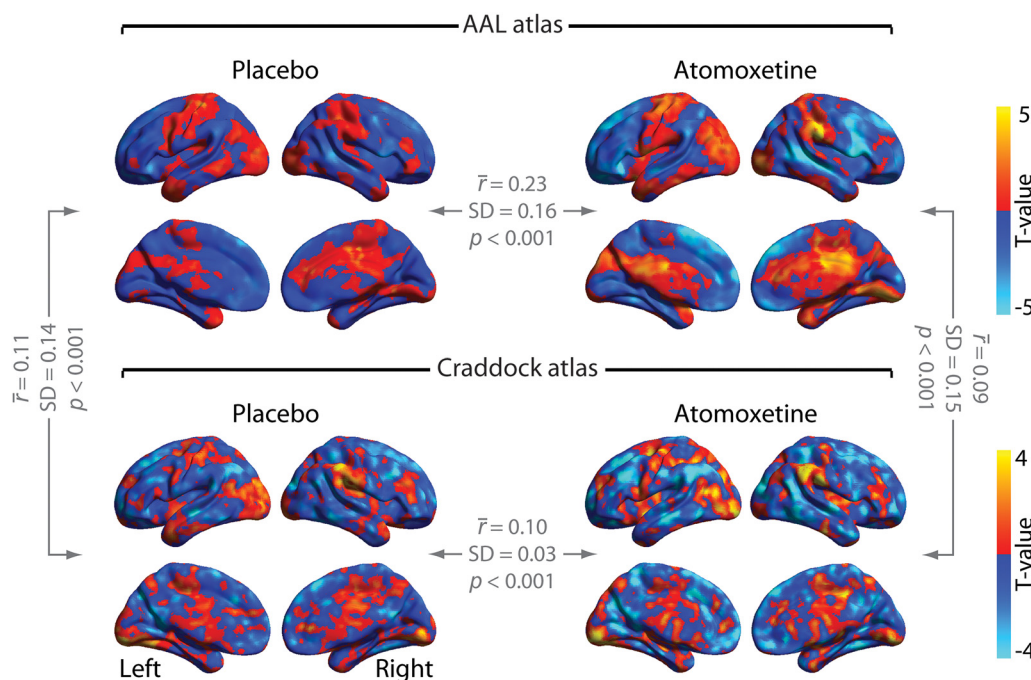 AAL atlas
Placebo
Atomoxetine
5
T-value
-5
r̅ = 0.23
SD = 0.16
p < 0.001
r̅ = 0.11
SD = 0.14
p < 0.001
r̅ = 0.09
SD = 0.15
p < 0.001
Craddock atlas
Placebo
Atomoxetine
4
T-value
-4
r̅ = 0.10
SD = 0.03
p < 0.001
Left
Right